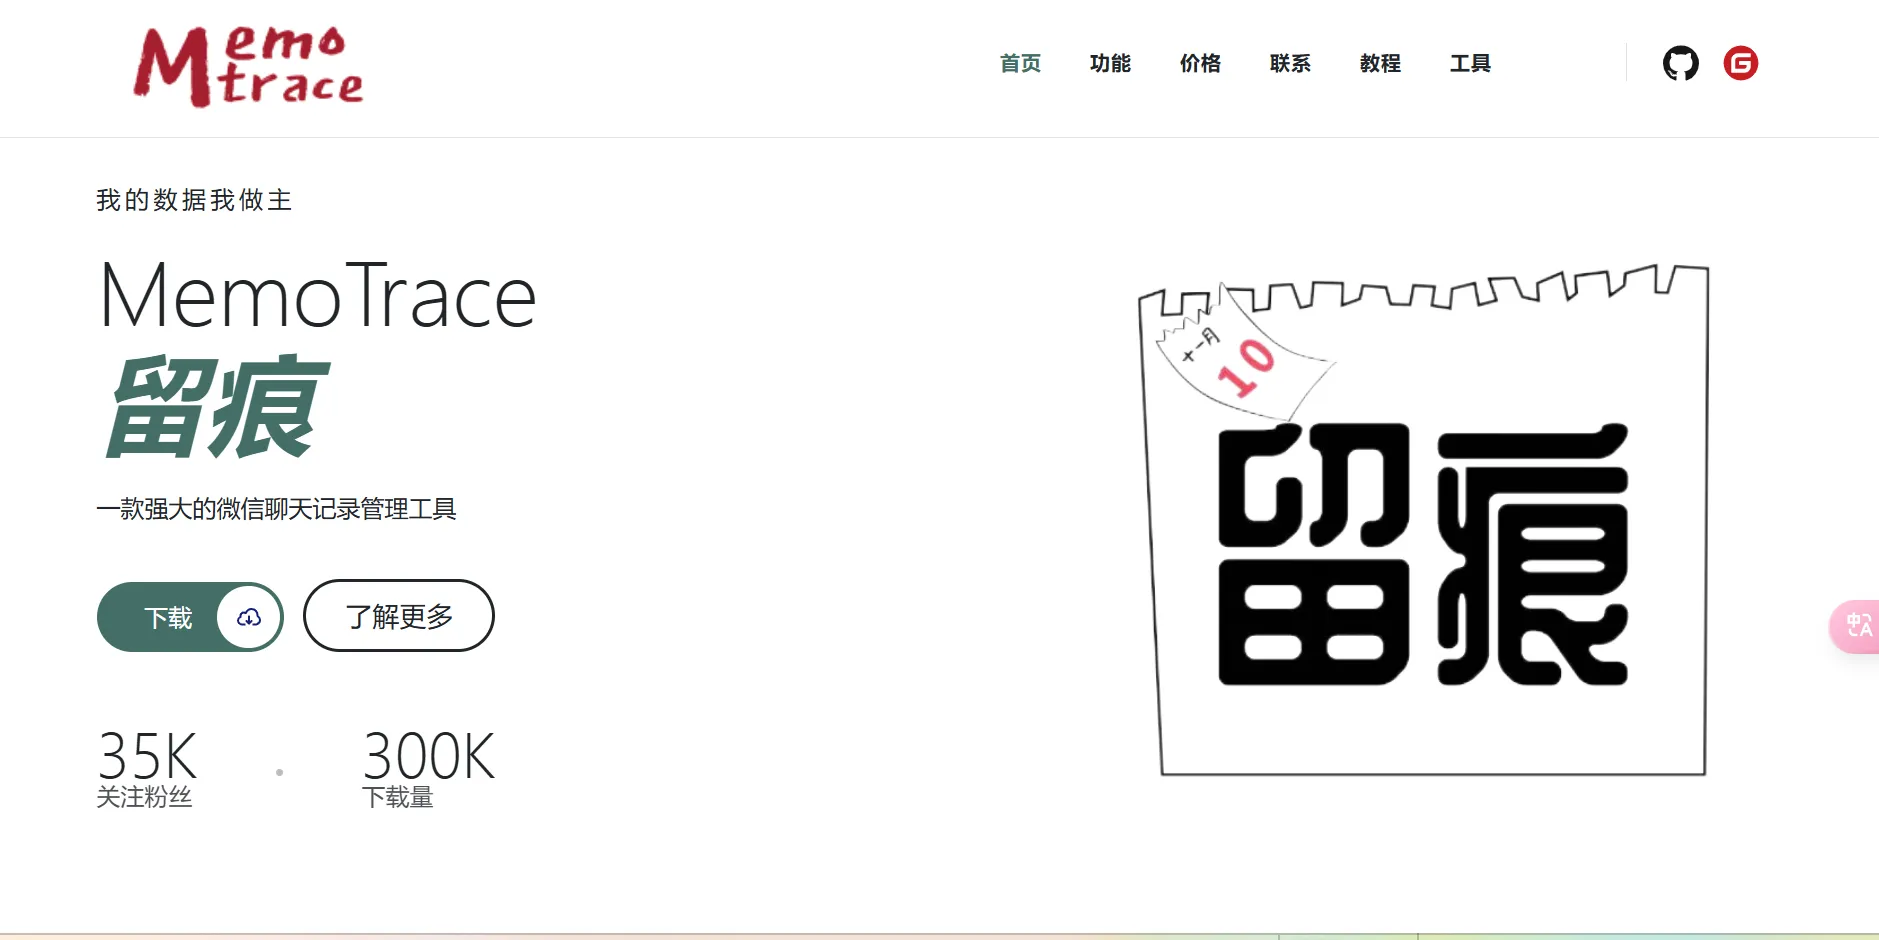 Memo
trace
首页 功能 价格 联系 教程 工具
我的数据我做主
MemoTrace
留痕
一款强大的微信聊天记录管理工具
下载
了解更多
35K
关注粉丝
300K
下载量
十一月
10
留痕
中A